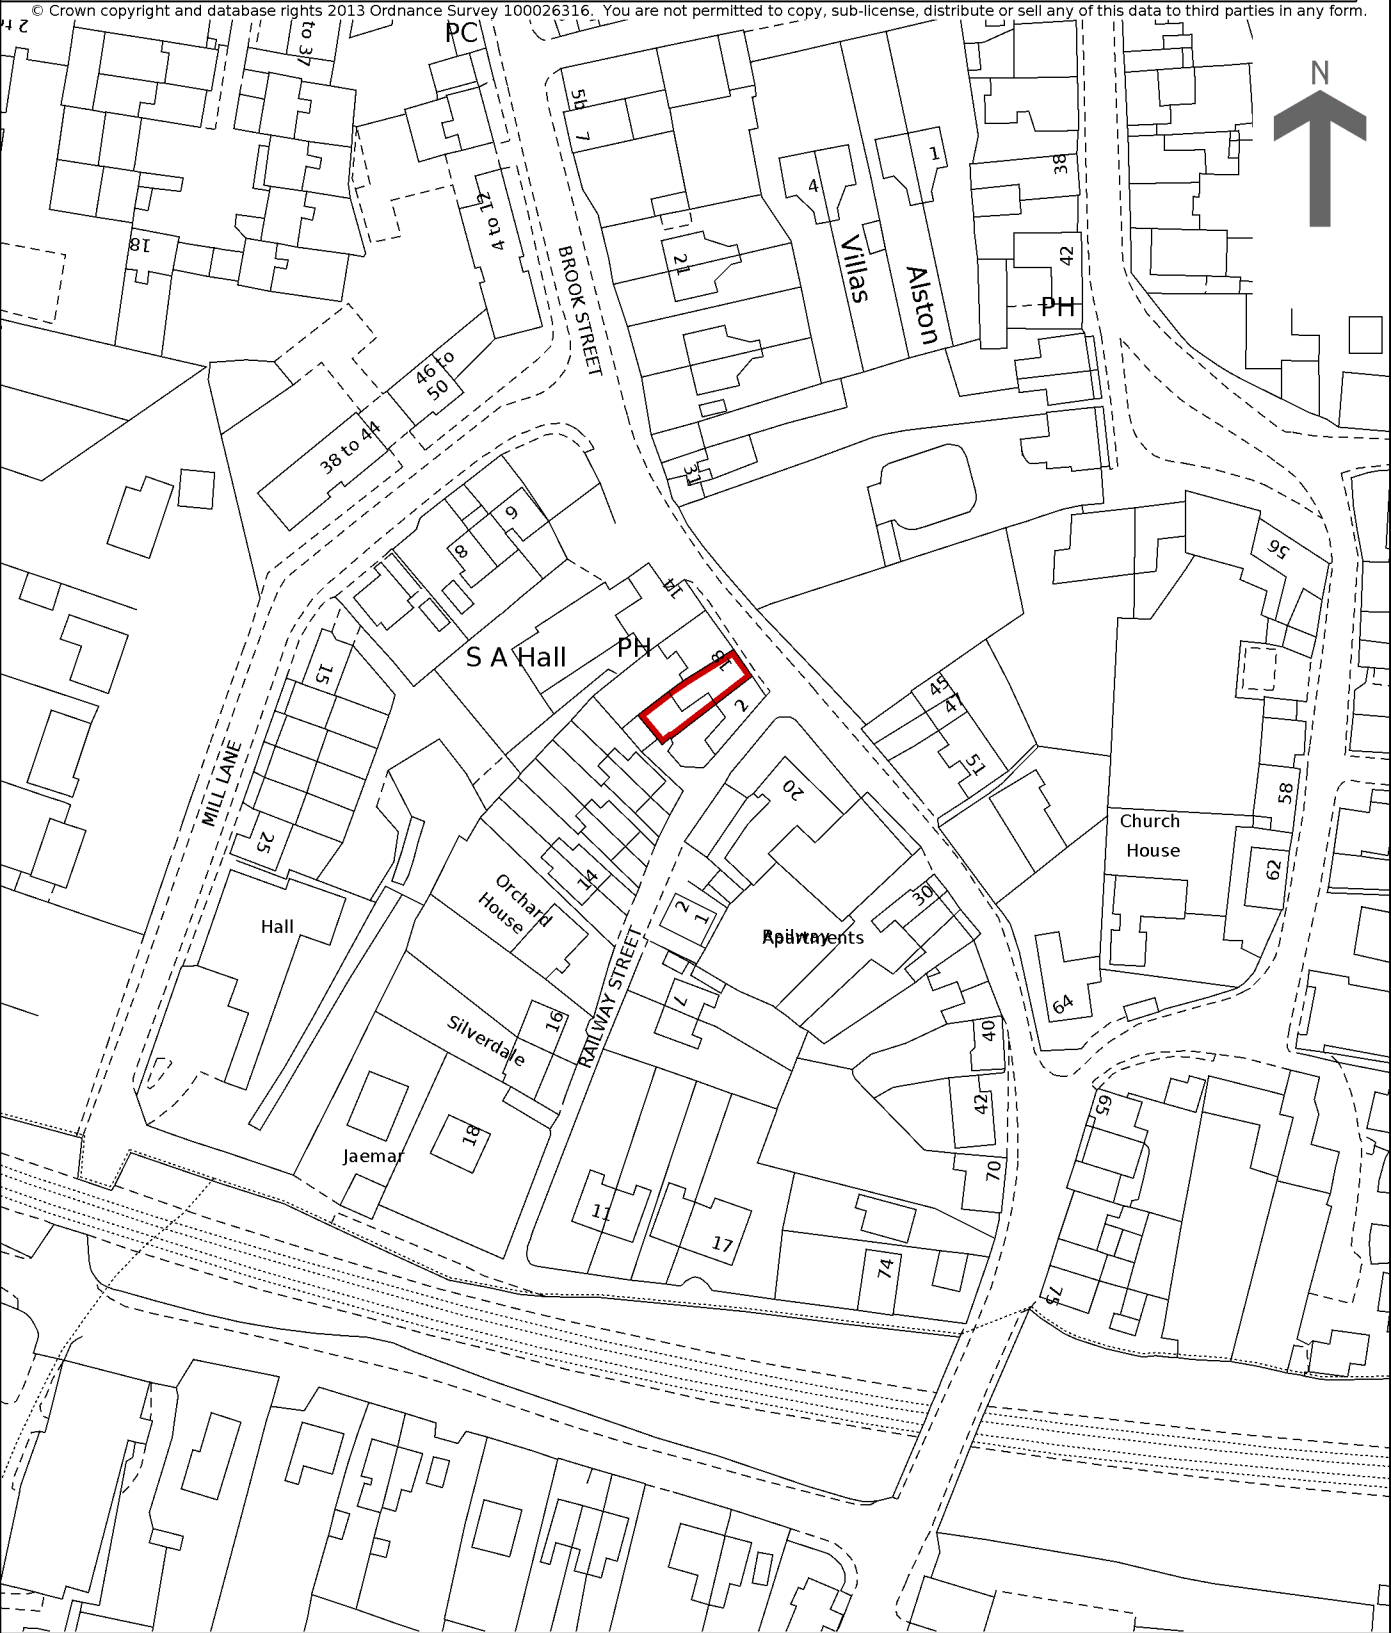 © Crown copyright and database rights 2013 Ordnance Survey 100026316. You are not permitted to copy, sub-license, distribute or sell any of this data to third parties in any form.
to 37
PC
N
5b
7
1
4
38
4 to 12
18
21
42
Villas
Alston
PH
BROOK STREET
46 to
50
38 to 44
31
9
8
56
14
S A Hall
PH
18
15
45
47
2
51
20
58
MILL LANE
25
Church
House
62
14
Orchard
House
30
2
1
Hall
Railway
Apartments
7
64
16
Silverdale
RAILWAY STREET
40
42
65
18
Jaemar
70
11
17
74
75